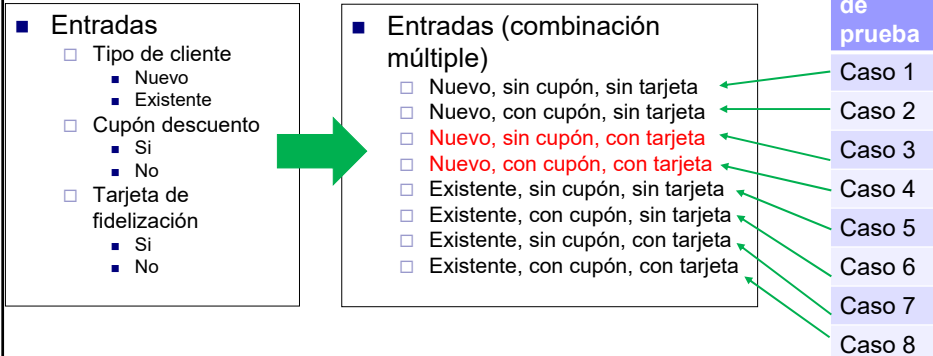 Entradas
Tipo de cliente
Nuevo
Existente
Cupón descuento
Si
No
Tarjeta de
fidelización
Si
No
Entradas (combinación
múltiple)
Nuevo, sin cupón, sin tarjeta
Nuevo, con cupón, sin tarjeta
Nuevo, sin cupón, con tarjeta
Nuevo, con cupón, con tarjeta
Existente, sin cupón, sin tarjeta
Existente, con cupón, sin tarjeta
Existente, sin cupón, con tarjeta
Existente, con cupón, con tarjeta
de
prueba
Caso 1
Caso 2
Caso 3
Caso 4
Caso 5
Caso 6
Caso 7
Caso 8